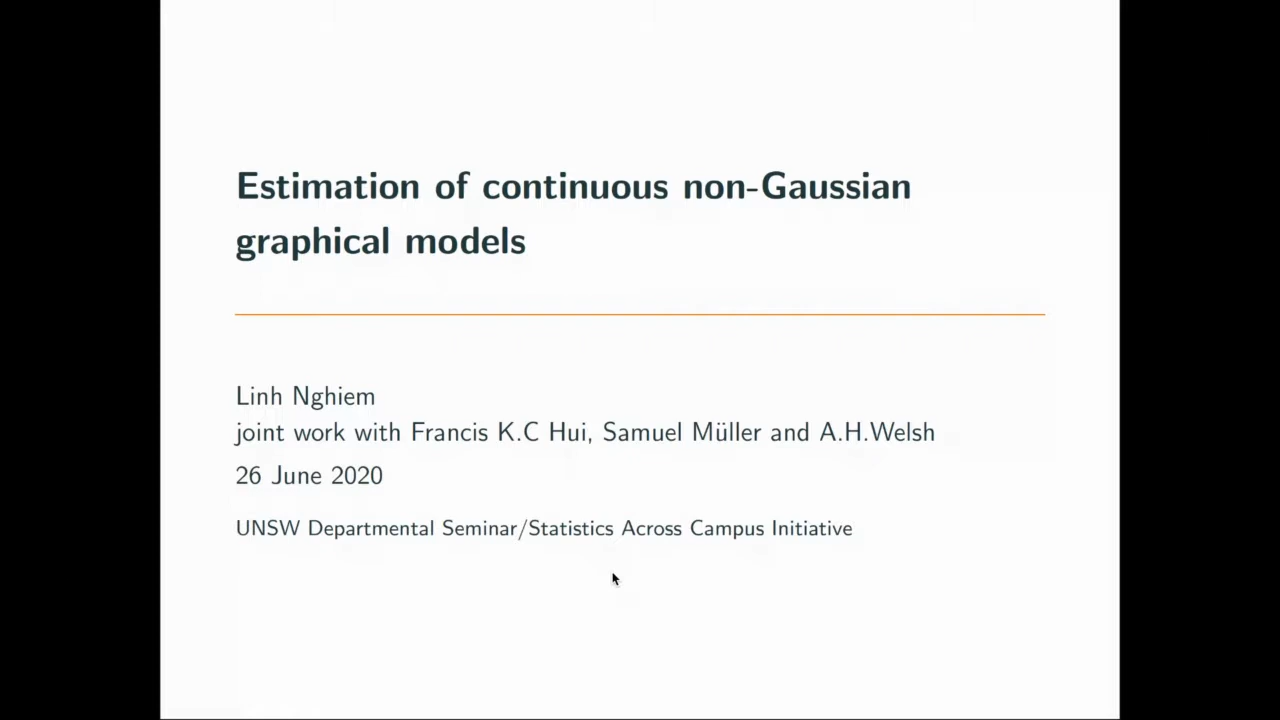 Estimation of continuous non-Gaussian
graphical models
Linh Nghiem
joint work with Francis K.C Hui, Samuel Müller and A.H.Welsh
26 June 2020
UNSW Departmental Seminar/Statistics Across Campus Initiative